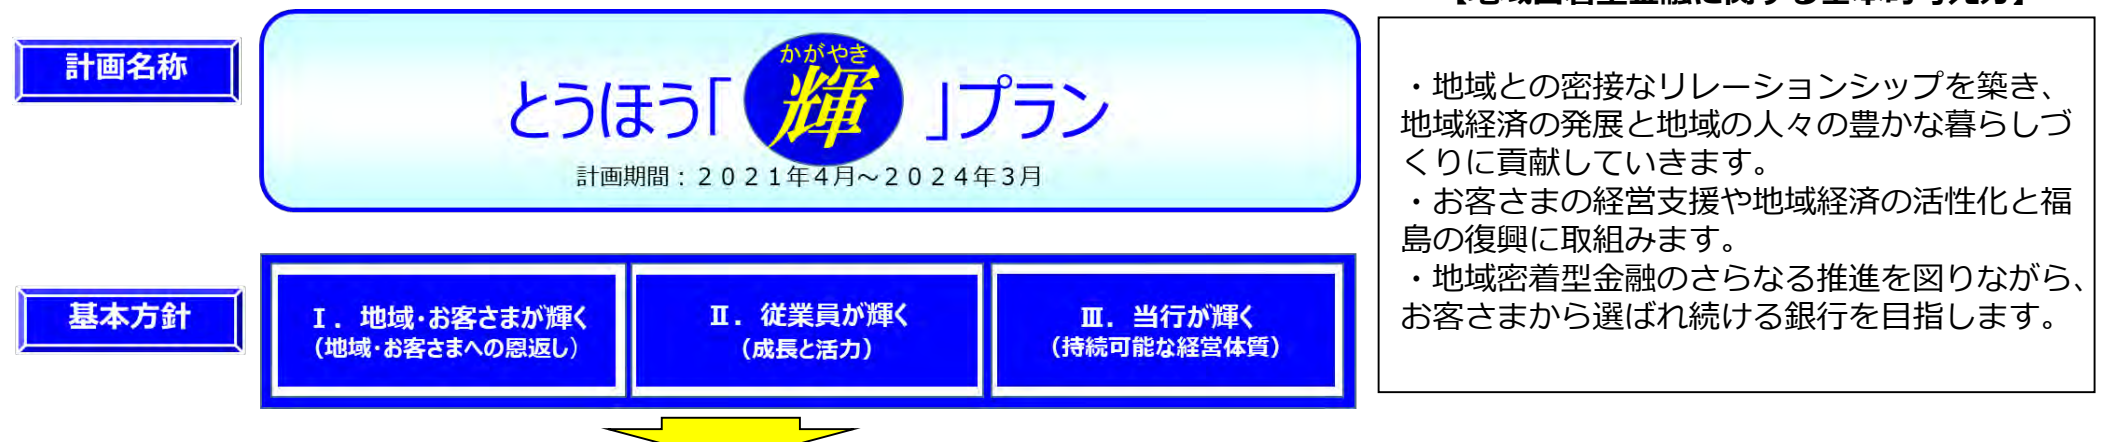 計画名称
かがやき
とうほう「輝」プラン
計画期間：２０２１年４月～２０２４年３月
基本方針
Ⅰ．地域・お客さまが輝く
（地域・お客さまへの恩返し）
Ⅱ．従業員が輝く
（成長と活力）
Ⅲ．当行が輝く
（持続可能な経営体質）
・地域との密接なリレーションシップを築き、
地域経済の発展と地域の人々の豊かな暮らしづ
くりに貢献していきます。
・お客さまの経営支援や地域経済の活性化と福
島の復興に取組みます。
・地域密着型金融のさらなる推進を図りながら、
お客さまから選ばれ続ける銀行を目指します。